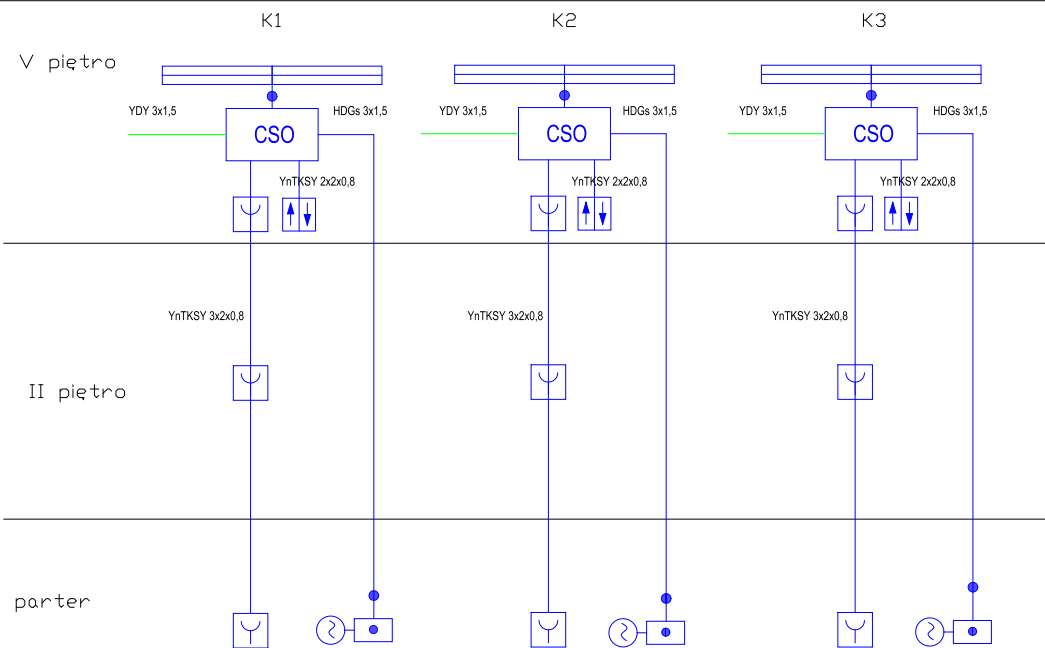 K1 K2 K3
V piętro
YDY 3x1,5 HDGs 3x1,5 YDY 3x1,5 HDGs 3x1,5 YDY 3x1,5 HDGs 3x1,5
CSO CSO CSO
YnTKSY 2x2x0,8 YnTKSY 2x2x0,8 YnTKSY 2x2x0,8
YnTKSY 3x2x0,8 YnTKSY 3x2x0,8 YnTKSY 3x2x0,8
II piętro
parter